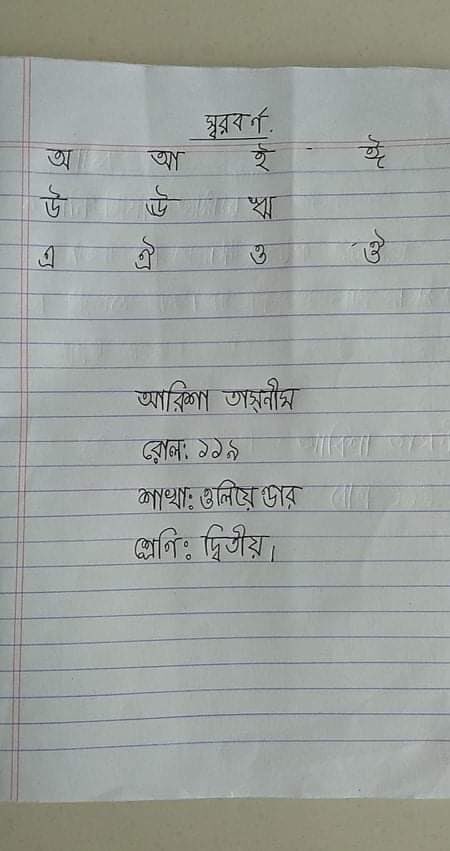 স্বরবর্ণ.
অ আ ই ঈ
উ ঊ ঋ
এ ঐ ও ঔ
আরিশা তাসনীম
রোল: ১১৯
শাখা: ওলিয়েন্ডার
শ্রেণি: দ্বিতীয়।